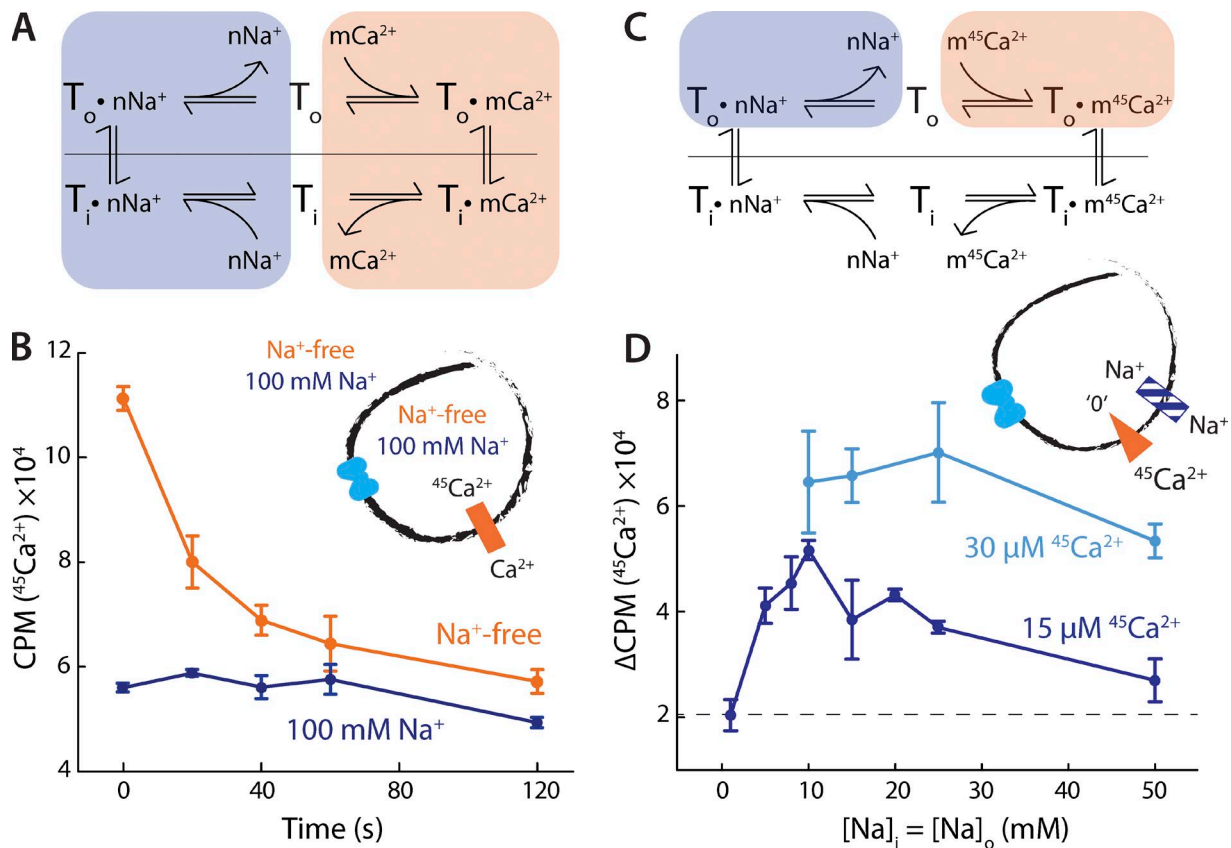 A
nNa⁺ mCa²⁺
Tₒ• nNa⁺ Tₒ Tₒ• mCa²⁺
Tᵢ• nNa⁺ Tᵢ Tᵢ• mCa²⁺
nNa⁺ mCa²⁺
B
CPM (⁴⁵Ca²⁺) ×10⁴
12
10
8
6
4
Na⁺-free
100 mM Na⁺
Na⁺-free
100 mM Na⁺
⁴⁵Ca²⁺
Ca²⁺
Na⁺-free
100 mM Na⁺
0 40 80 120
Time (s)
C
nNa⁺ m⁴⁵Ca²⁺
Tₒ• nNa⁺ Tₒ Tₒ• m⁴⁵Ca²⁺
Tᵢ• nNa⁺ Tᵢ Tᵢ• m⁴⁵Ca²⁺
nNa⁺ m⁴⁵Ca²⁺
D
ΔCPM (⁴⁵Ca²⁺) ×10⁴
8
6
4
2
Na⁺
'0'
Na⁺
⁴⁵Ca²⁺
30 μM ⁴⁵Ca²⁺
15 μM ⁴⁵Ca²⁺
0 10 20 30 40 50
[Na]ᵢ = [Na]ₒ (mM)